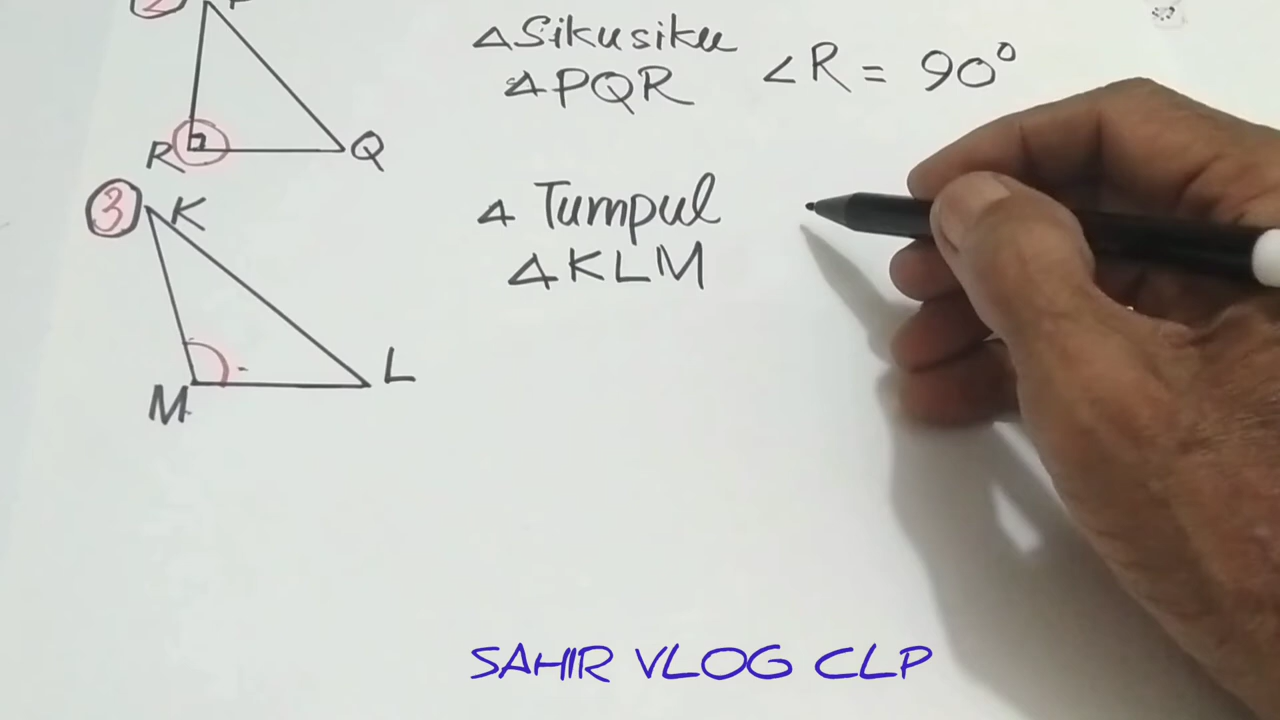 △Sikusiku
△PQR ∠R = 90°
R
Q
3
K
△ Tumpul
△KLM
M
L
SAHIR VLOG CLP